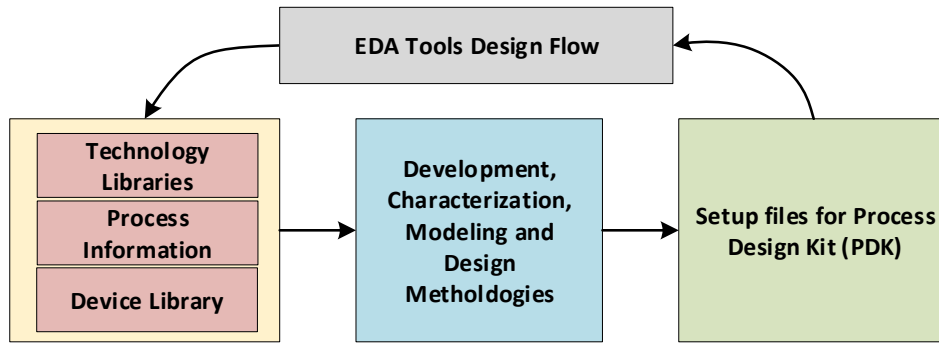 EDA Tools Design Flow
Technology
Libraries
Process
Information
Device Library
Development,
Characterization,
Modeling and
Design
Metholdogies
Setup files for Process
Design Kit (PDK)